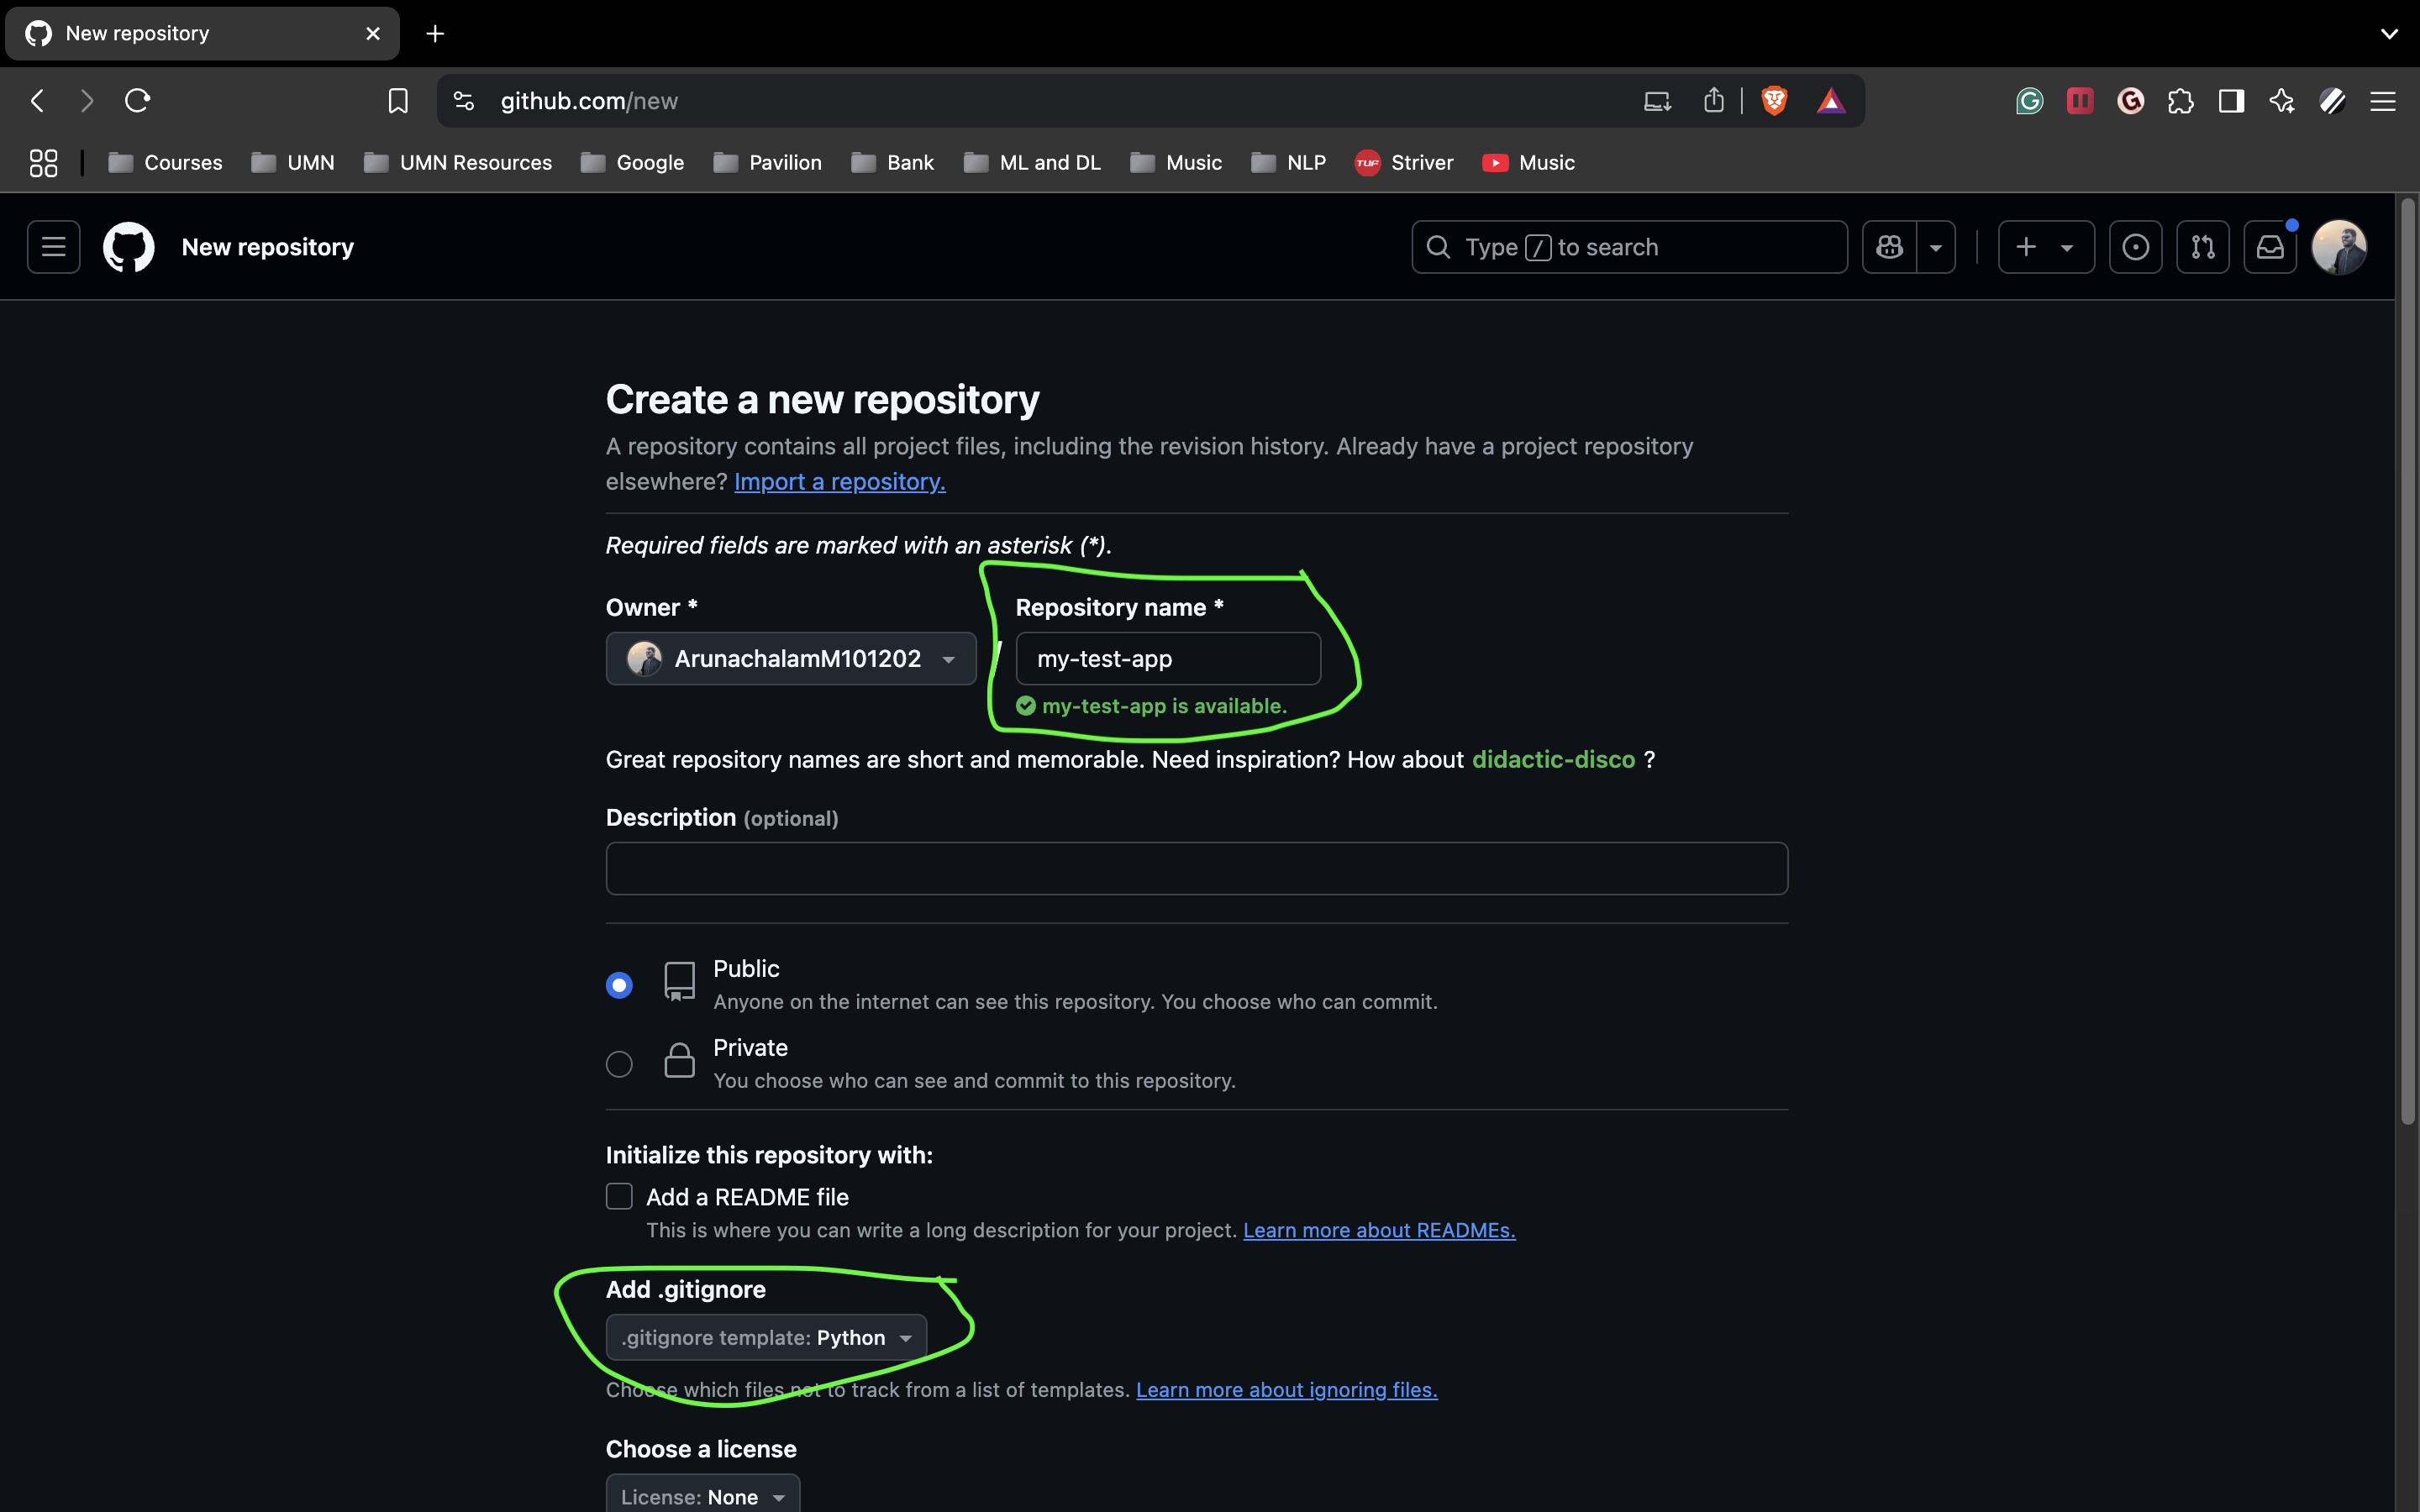 New repository
github.com/new
Courses UMN UMN Resources Google Pavilion Bank ML and DL Music NLP TUF Striver Music
New repository
Type / to search
Create a new repository
A repository contains all project files, including the revision history. Already have a project repository
elsewhere? Import a repository.
Required fields are marked with an asterisk (*).
Owner * Repository name *
ArunachalamM101202 / my-test-app
my-test-app is available.
Great repository names are short and memorable. Need inspiration? How about didactic-disco ?
Description (optional)
Public
Anyone on the internet can see this repository. You choose who can commit.
Private
You choose who can see and commit to this repository.
Initialize this repository with:
Add a README file
This is where you can write a long description for your project. Learn more about READMEs.
Add .gitignore
.gitignore template: Python
Choose which files not to track from a list of templates. Learn more about ignoring files.
Choose a license
License: None